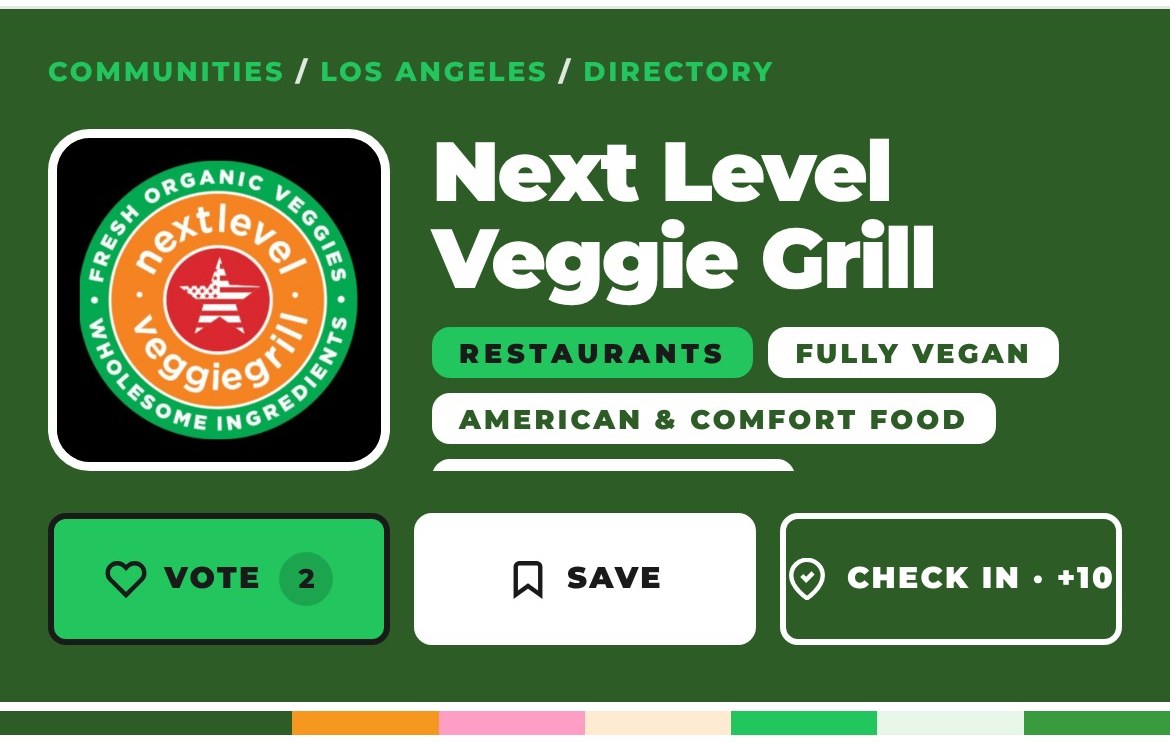 COMMUNITIES / LOS ANGELES / DIRECTORY
FRESH ORGANIC VEGGIES
nextlevel
veggiegrill
WHOLESOME INGREDIENTS
Next Level
Veggie Grill
RESTAURANTS
FULLY VEGAN
AMERICAN & COMFORT FOOD
VOTE 2
SAVE
CHECK IN · +10